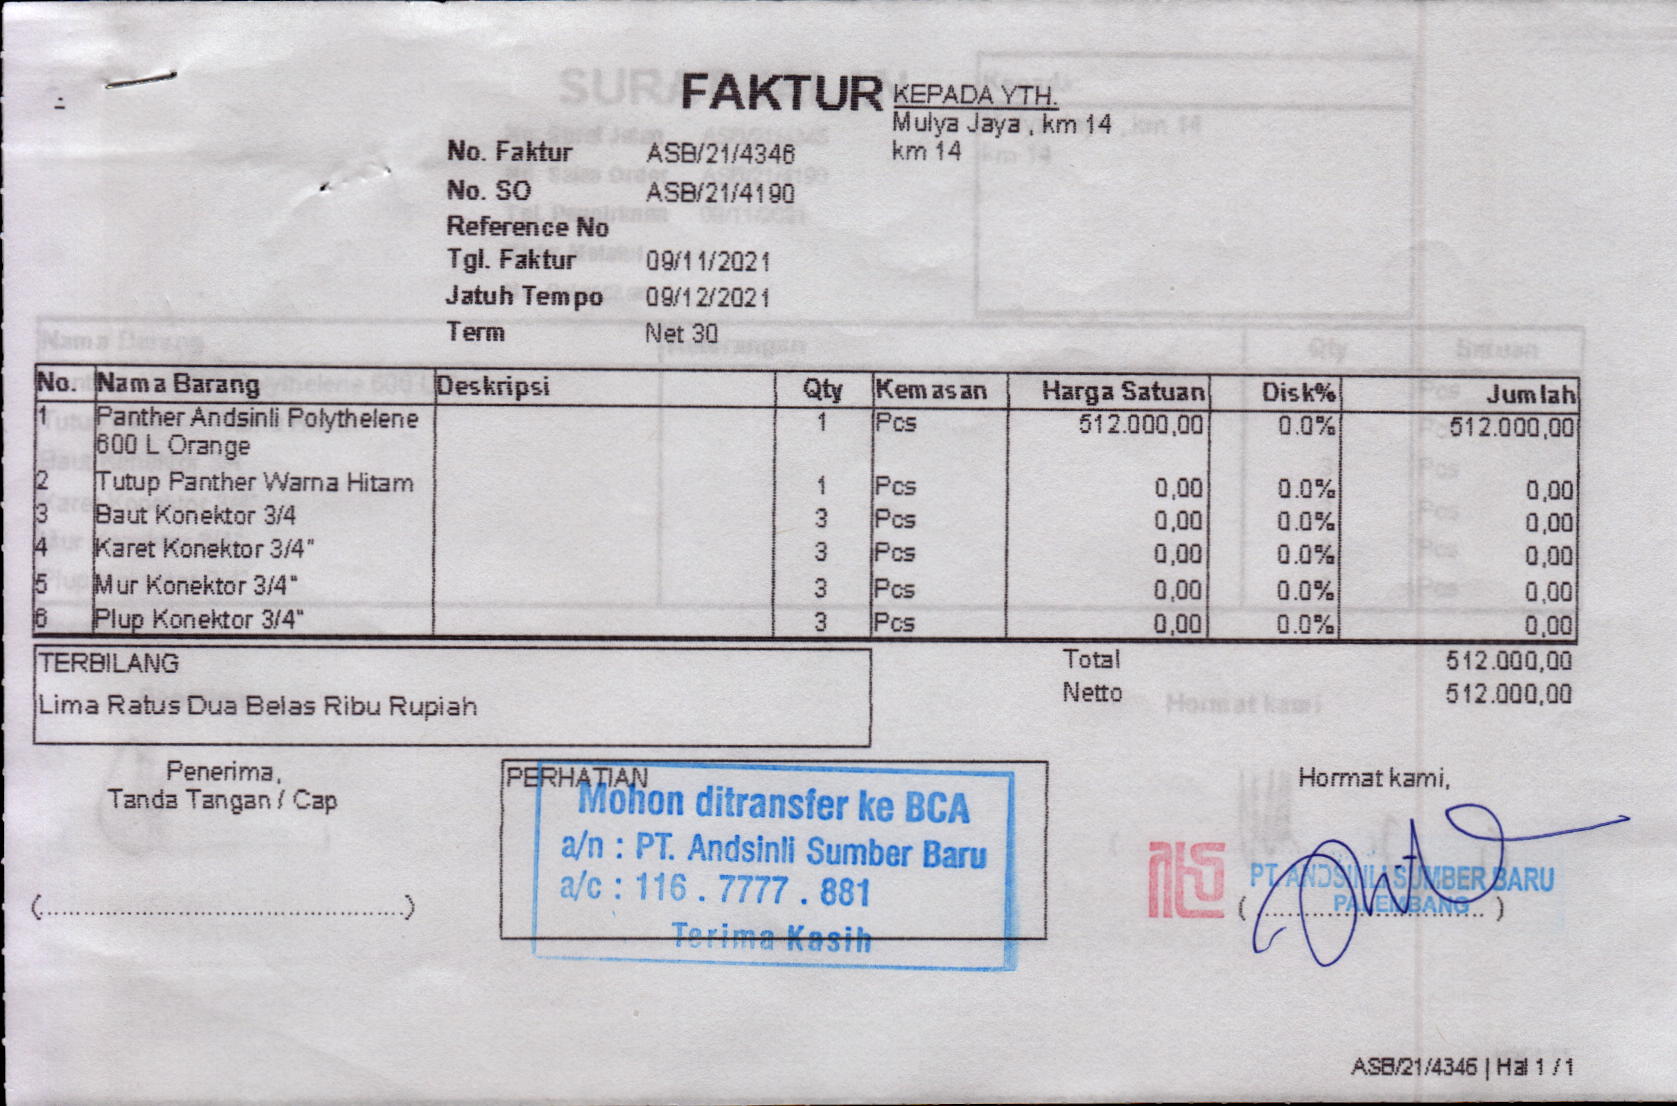 FAKTUR
KEPADA YTH.
Mulya Jaya , km 14
km 14
No. Faktur ASB/21/4346
No. SO ASB/21/4190
Reference No
Tgl. Faktur 09/11/2021
Jatuh Tempo 09/12/2021
Term Net 30
No. Nama Barang Deskripsi Qty Kemasan Harga Satuan Disk% Jumlah
1 Panther Andsinli Polythelene 1 Pcs 512.000,00 0.0% 512.000,00
600 L Orange
2 Tutup Panther Warna Hitam 1 Pcs 0,00 0.0% 0,00
3 Baut Konektor 3/4 3 Pcs 0,00 0.0% 0,00
4 Karet Konektor 3/4" 3 Pcs 0,00 0.0% 0,00
5 Mur Konektor 3/4" 3 Pcs 0,00 0.0% 0,00
6 Plup Konektor 3/4" 3 Pcs 0,00 0.0% 0,00
TERBILANG
Lima Ratus Dua Belas Ribu Rupiah
Total 512.000,00
Netto 512.000,00
Penerima,
Tanda Tangan / Cap
(................................................)
PERHATIAN
Mohon ditransfer ke BCA
a/n : PT. Andsinli Sumber Baru
a/c : 116 . 7777 . 881
Terima Kasih
Hormat kami,
PT ANDSINLI SUMBER BARU
PALEMBANG
(..............................)
ASB/21/4346 | Hal 1 / 1